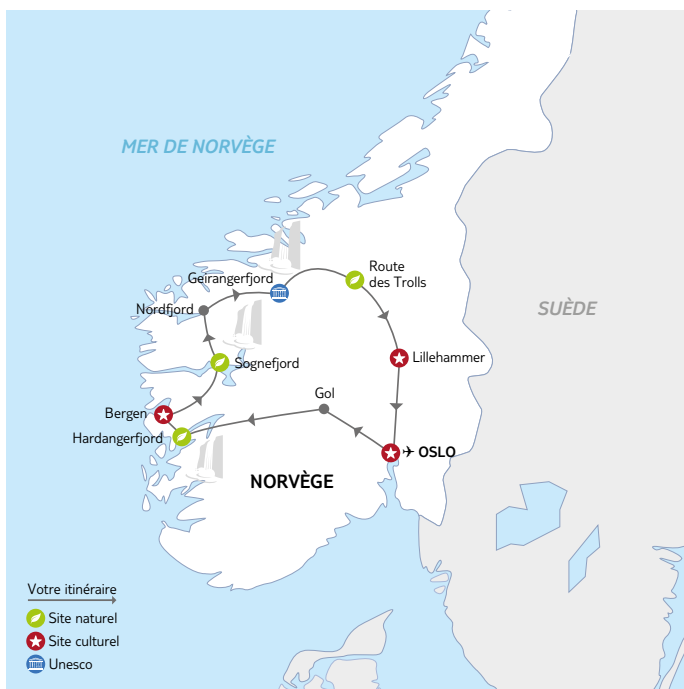 MER DE NORVÈGE
Geirangerfjord
Route
des Trolls
Nordfjord
SUÈDE
Sognefjord
Lillehammer
Gol
Bergen
Hardangerfjord
OSLO
NORVÈGE
Votre itinéraire
Site naturel
Site culturel
Unesco